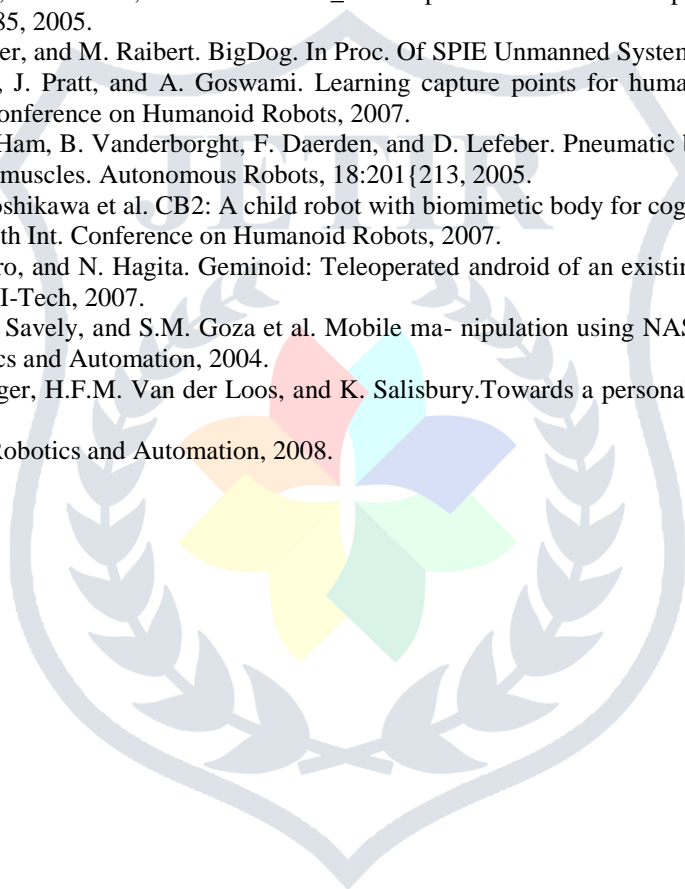 85, 2005.
er, and M. Raibert. BigDog. In Proc. Of SPIE Unmanned System
, J. Pratt, and A. Goswami. Learning capture points for huma
onference on Humanoid Robots, 2007.
Ham, B. Vanderborght, F. Daerden, and D. Lefeber. Pneumatic b
muscles. Autonomous Robots, 18:201{213, 2005.
oshikawa et al. CB2: A child robot with biomimetic body for cog
th Int. Conference on Humanoid Robots, 2007.
ro, and N. Hagita. Geminoid: Teleoperated android of an existin
I-Tech, 2007.
Savely, and S.M. Goza et al. Mobile ma- nipulation using NAS
cs and Automation, 2004.
ger, H.F.M. Van der Loos, and K. Salisbury.Towards a persona
Robotics and Automation, 2008.
JETIR